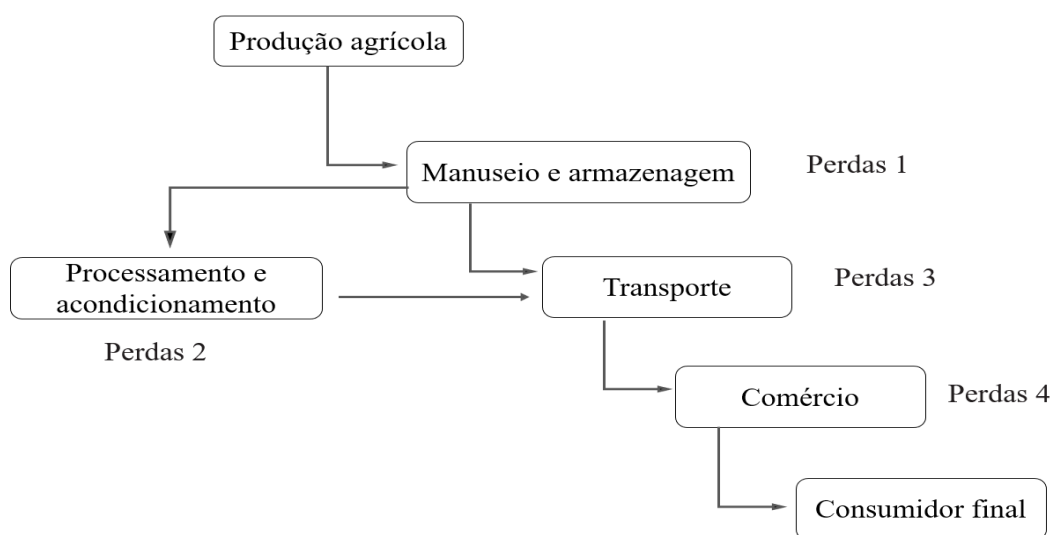 Produção agrícola
Manuseio e armazenagem
Perdas 1
Processamento e
acondicionamento
Perdas 2
Transporte
Perdas 3
Comércio
Perdas 4
Consumidor final